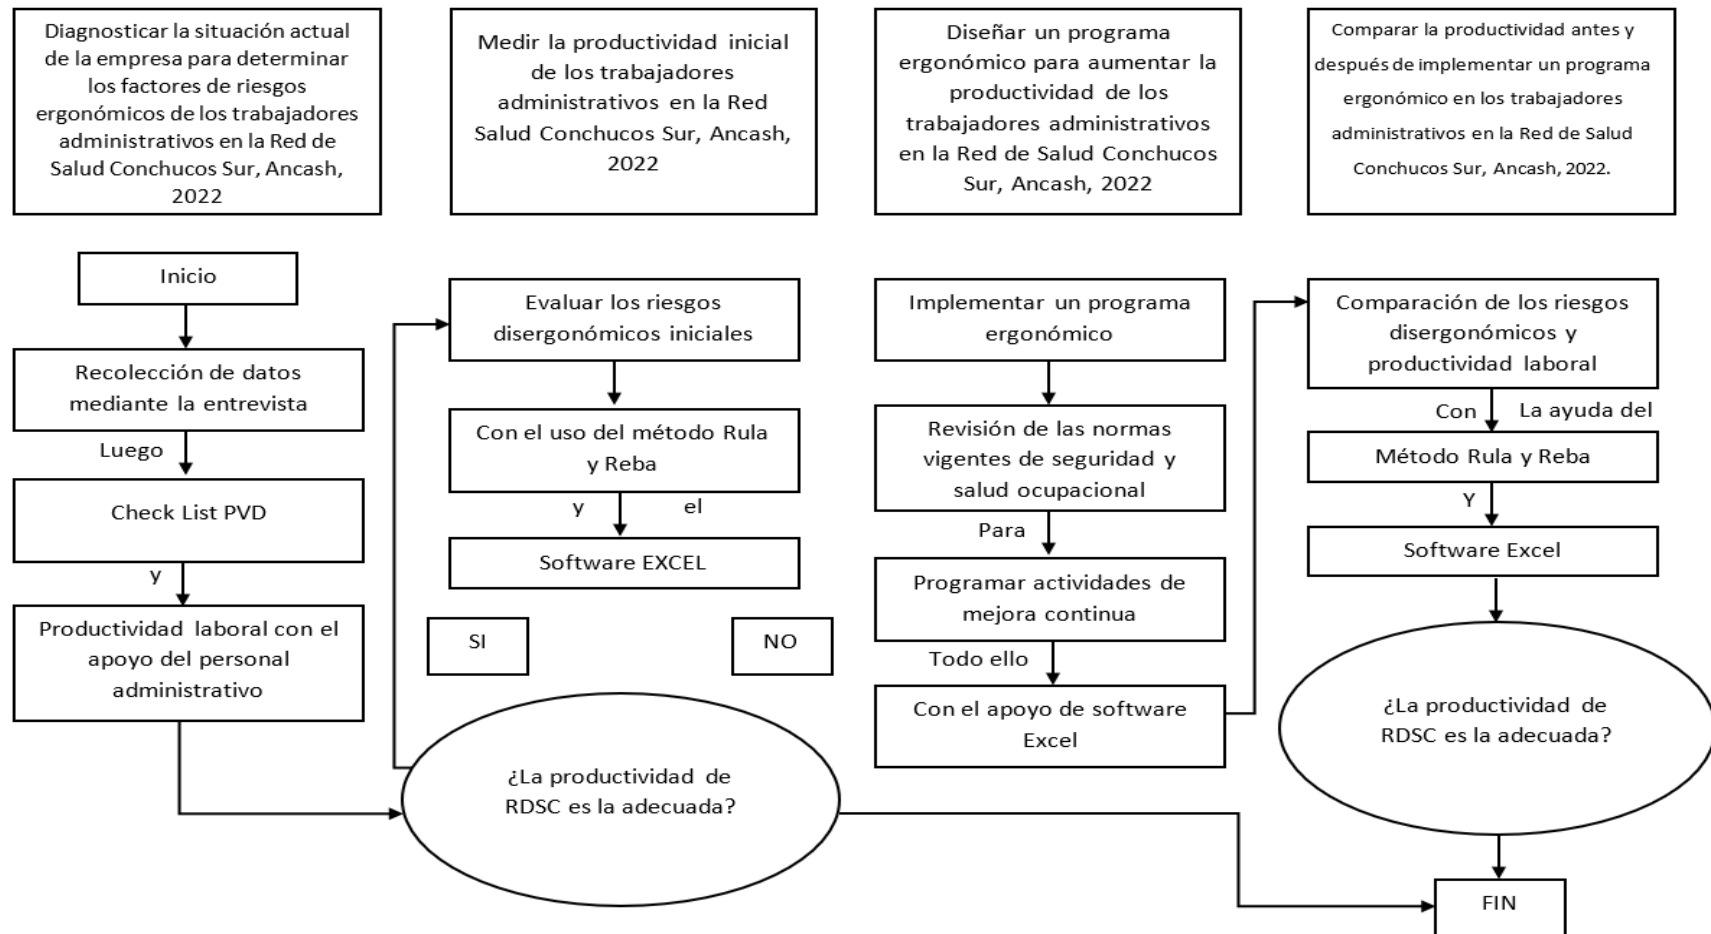 Diagnosticar la situación actual
de la empresa para determinar
los factores de riesgos
ergonómicos de los trabajadores
administrativos en la Red de
Salud Conchucos Sur, Ancash,
2022
Medir la productividad inicial
de los trabajadores
administrativos en la Red
Salud Conchucos Sur, Ancash,
2022
Diseñar un programa
ergonómico para aumentar la
productividad de los
trabajadores administrativos
en la Red de Salud Conchucos
Sur, Ancash, 2022
Comparar la productividad antes y
después de implementar un programa
ergonómico en los trabajadores
administrativos en la Red de Salud
Conchucos Sur, Ancash, 2022.
Inicio
Recolección de datos
mediante la entrevista
Luego
Check List PVD
y
Productividad laboral con el
apoyo del personal
administrativo
Evaluar los riesgos
disergonómicos iniciales
Con el uso del método Rula
y Reba
y el
Software EXCEL
SI
NO
¿La productividad de
RDSC es la adecuada?
Implementar un programa
ergonómico
Revisión de las normas
vigentes de seguridad y
salud ocupacional
Para
Programar actividades de
mejora continua
Todo ello
Con el apoyo de software
Excel
Comparación de los riesgos
disergonómicos y
productividad laboral
Con La ayuda del
Método Rula y Reba
Y
Software Excel
¿La productividad de
RDSC es la adecuada?
FIN